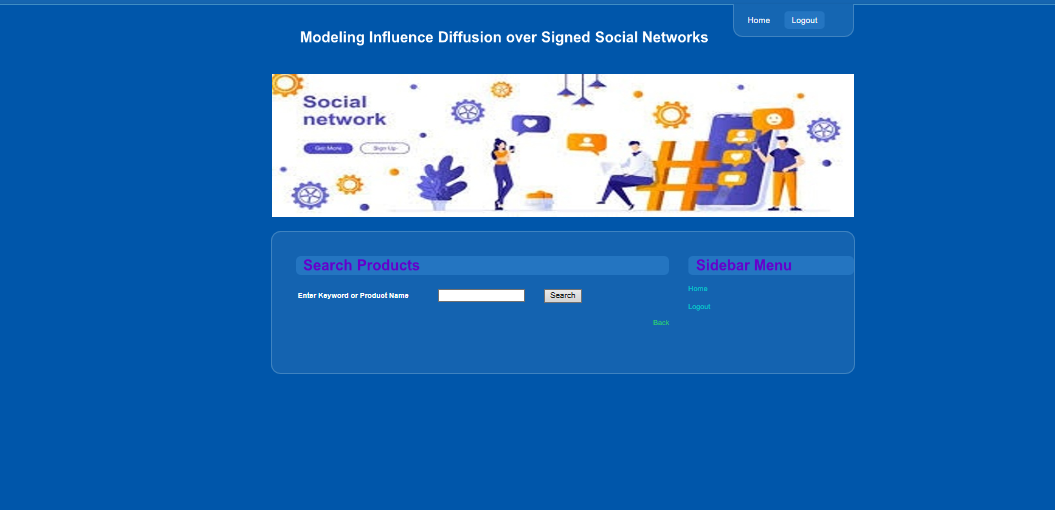 Home Logout
Modeling Influence Diffusion over Signed Social Networks
Social
network
Get More Sign Up
Search Products
Sidebar Menu
Enter Keyword or Product Name Search
Home
Logout
Back